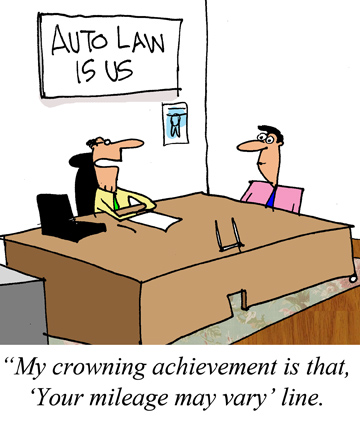 AUTO LAW
IS US
“My crowning achievement is that,
‘Your mileage may vary’ line.